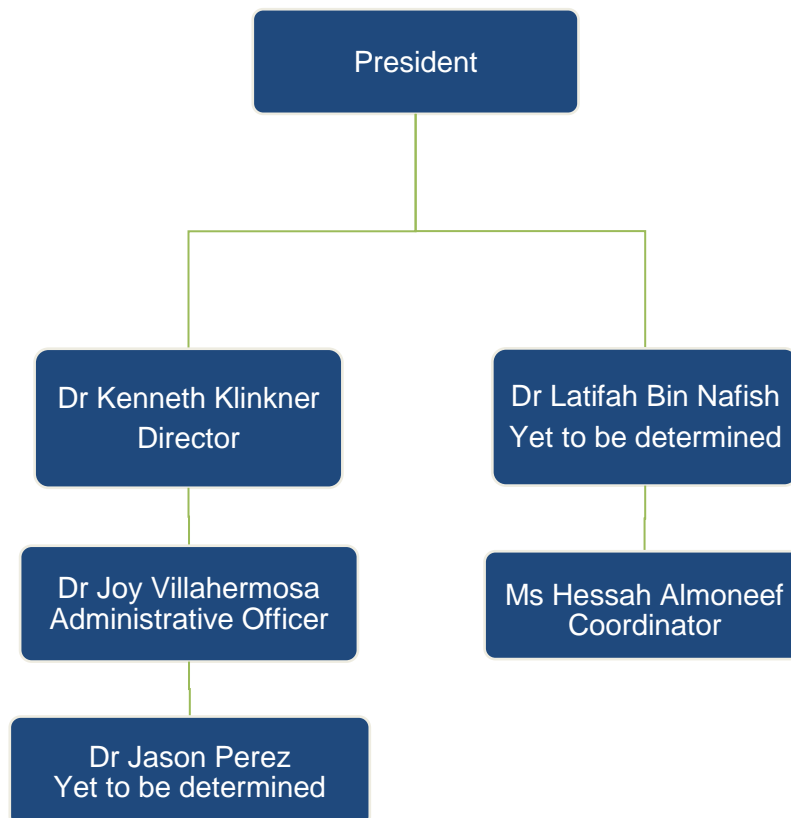 President
Dr Kenneth Klinkner
Director
Dr Latifah Bin Nafish
Yet to be determined
Dr Joy Villahermosa
Administrative Officer
Ms Hessah Almoneef
Coordinator
Dr Jason Perez
Yet to be determined